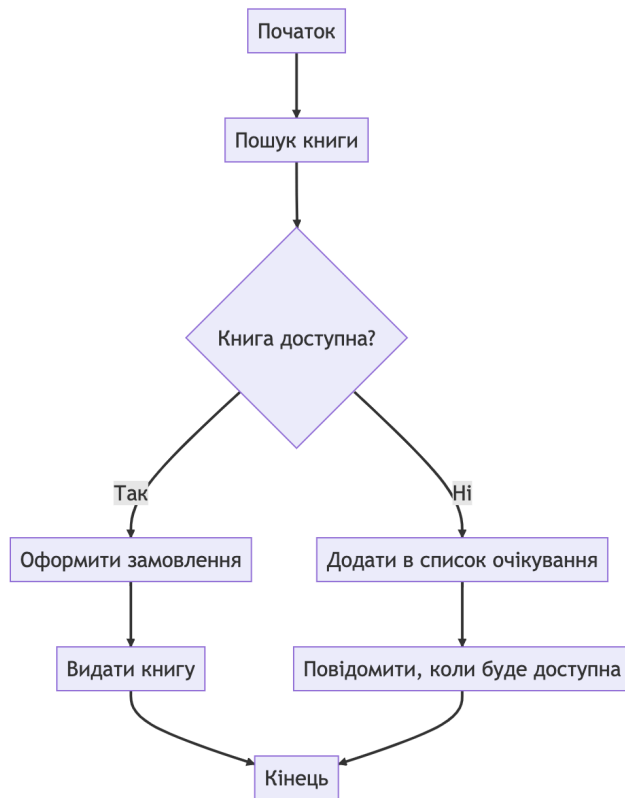 Початок
Пошук книги
Книга доступна?
Так
Ні
Оформити замовлення
Додати в список очікування
Видати книгу
Повідомити, коли буде доступна
Кінець